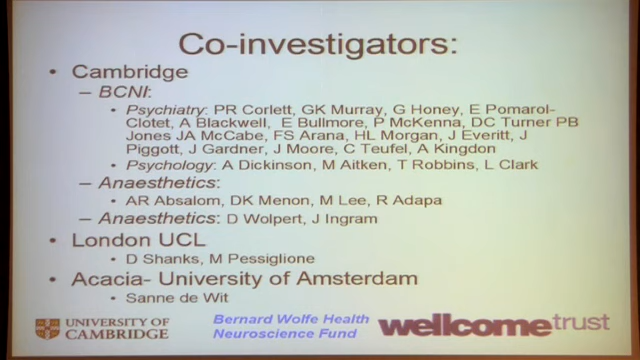 Co-investigators:
• Cambridge
– BCNI:
• Psychiatry: PR Corlett, GK Murray, G Honey, E Pomarol-
Clotet, A Blackwell, E Bullmore, P McKenna, DC Turner PB
Jones JA McCabe, FS Arana, HL Morgan, J Everitt, J
Piggott, J Gardner, J Moore, C Teufel, A Kingdon
• Psychology: A Dickinson, M Aitken, T Robbins, L Clark
– Anaesthetics:
• AR Absalom, DK Menon, M Lee, R Adapa
– Anaesthetics: D Wolpert, J Ingram
• London UCL
• D Shanks, M Pessiglione
• Acacia- University of Amsterdam
• Sanne de Wit
UNIVERSITY OF
CAMBRIDGE
Bernard Wolfe Health
Neuroscience Fund
wellcometrust